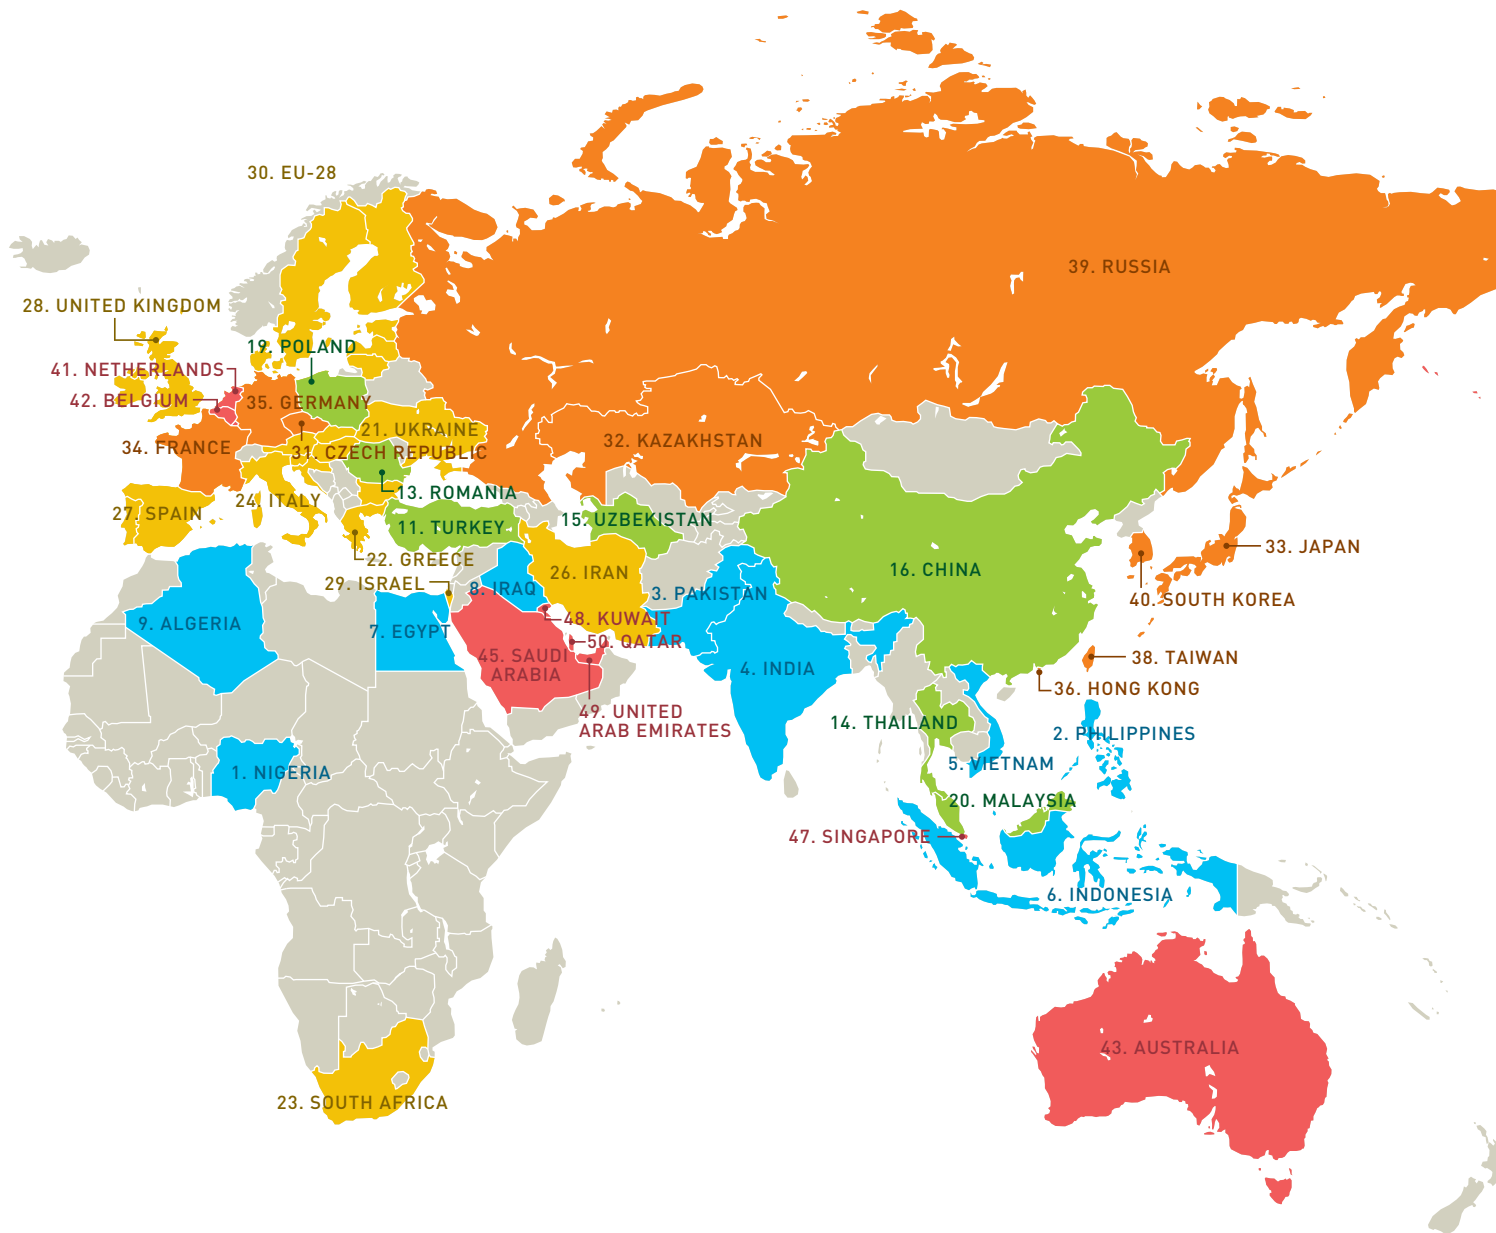 30. EU-28
39. RUSSIA
28. UNITED KINGDOM
19. POLAND
41. NETHERLANDS
42. BELGIUM
35. GERMANY
21. UKRAINE
34. FRANCE
31. CZECH REPUBLIC
32. KAZAKHSTAN
13. ROMANIA
24. ITALY
27. SPAIN
11. TURKEY
15. UZBEKISTAN
33. JAPAN
22. GREECE
16. CHINA
26. IRAN
29. ISRAEL
8. IRAQ
3. PAKISTAN
40. SOUTH KOREA
48. KUWAIT
9. ALGERIA
7. EGYPT
50. QATAR
45. SAUDI
ARABIA
4. INDIA
38. TAIWAN
36. HONG KONG
49. UNITED
ARAB EMIRATES
14. THAILAND
2. PHILIPPINES
5. VIETNAM
1. NIGERIA
20. MALAYSIA
47. SINGAPORE
6. INDONESIA
43. AUSTRALIA
23. SOUTH AFRICA